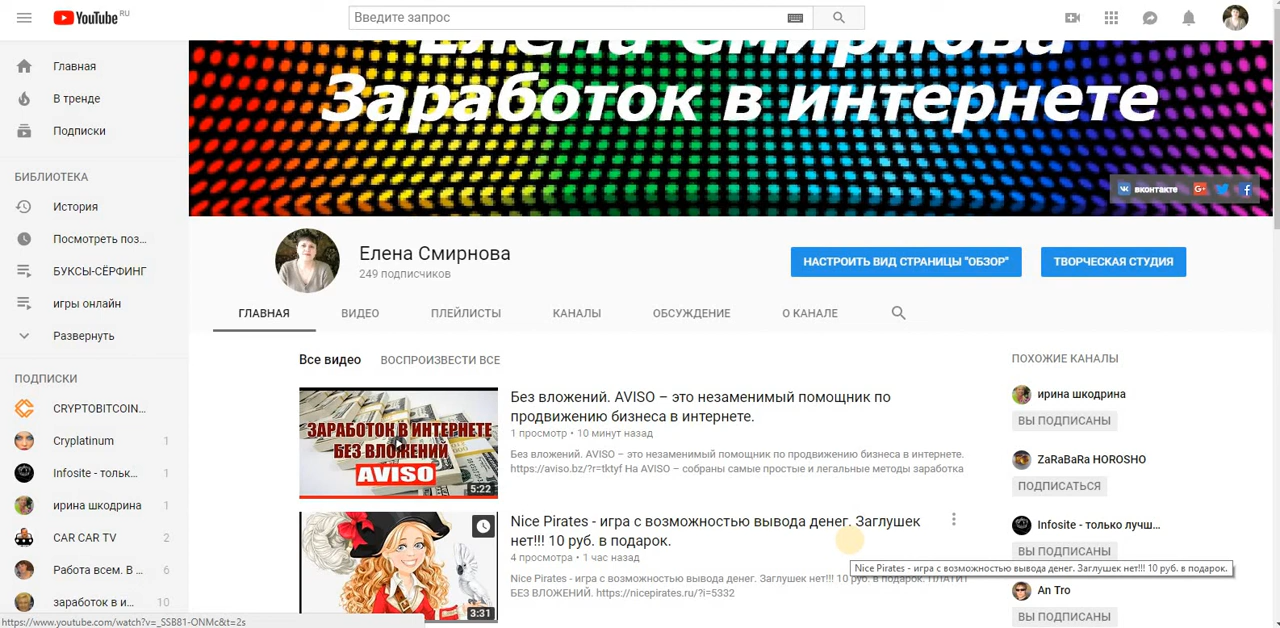 YouTube RU
Введите запрос
Главная
В тренде
Подписки
БИБЛИОТЕКА
История
Посмотреть поз...
БУКСЫ-СЁРФИНГ
игры онлайн
Развернуть
ПОДПИСКИ
CRYPTOBITCOIN...
Cryplatinum 1
Infosite - тольк... 1
ирина шкодрина 1
CAR CAR TV 2
Работа всем. В ... 6
заработок в и... 10
Елена Смирнова
Заработок в интернете
вконтакте
Елена Смирнова
249 подписчиков
НАСТРОИТЬ ВИД СТРАНИЦЫ "ОБЗОР"
ТВОРЧЕСКАЯ СТУДИЯ
ГЛАВНАЯ ВИДЕО ПЛЕЙЛИСТЫ КАНАЛЫ ОБСУЖДЕНИЕ О КАНАЛЕ
Все видео ВОСПРОИЗВЕСТИ ВСЕ
ЗАРАБОТОК В ИНТЕРНЕТЕ
БЕЗ ВЛОЖЕНИЙ
AVISO
5:22
Без вложений. AVISO – это незаменимый помощник по
продвижению бизнеса в интернете.
1 просмотр • 10 минут назад
Без вложений. AVISO – это незаменимый помощник по продвижению бизнеса в интернете.
https://aviso.bz/?r=tktyf На AVISO – собраны самые простые и легальные методы заработка
3:31
Nice Pirates - игра с возможностью вывода денег. Заглушек
нет!!! 10 руб. в подарок.
4 просмотра • 1 час назад
Nice Pirates - игра с возможностью вывода денег. Заглушек нет!!! 10 руб. в подарок. ПЛАТИТ
БЕЗ ВЛОЖЕНИЙ. https://nicepirates.ru/?i=5332
Nice Pirates - игра с возможностью вывода денег. Заглушек нет!!! 10 руб. в подарок.
ПОХОЖИЕ КАНАЛЫ
ирина шкодрина
ВЫ ПОДПИСАНЫ
ZaRaBaRa HOROSHO
ПОДПИСАТЬСЯ
Infosite - только лучш...
ВЫ ПОДПИСАНЫ
An Tro
ВЫ ПОДПИСАНЫ
https://www.youtube.com/watch?v=_SSB81-ONMc&t=2s